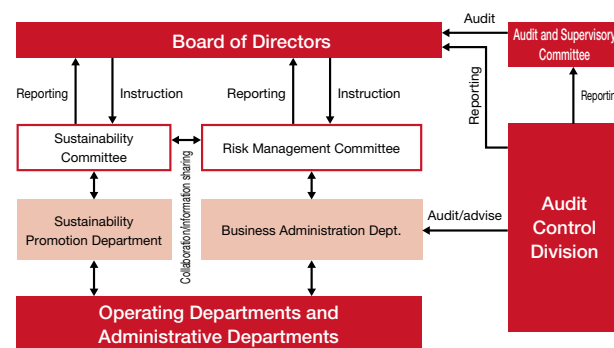 Board of Directors
Audit
Audit and Supervisory
Committee
Reporting
Instruction
Reporting
Instruction
Reporting
Reportin
Sustainability
Committee
Collaboration/Information sharing
Risk Management Committee
Sustainability
Promotion Department
Business Administration Dept.
Audit/advise
Audit
Control
Division
Operating Departments and
Administrative Departments